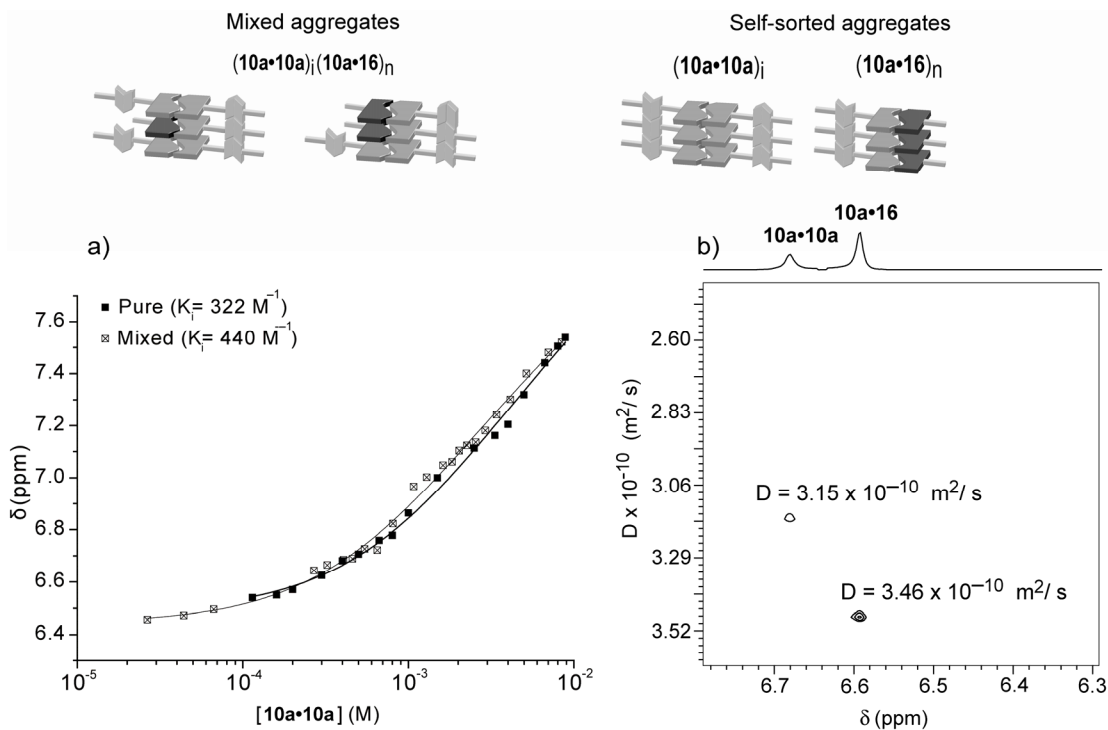 Mixed aggregates
(10a•10a)i(10a•16)n
Self-sorted aggregates
(10a•10a)i
(10a•16)n
a)
Pure (Ki= 322 M⁻¹)
Mixed (Ki= 440 M⁻¹)
7.6
7.4
7.2
7.0
6.8
6.6
6.4
δ(ppm)
10⁻⁵
10⁻⁴
10⁻³
10⁻²
[10a•10a] (M)
b)
10a•10a
10a•16
2.60
2.83
3.06
3.29
3.52
D x 10⁻¹⁰ (m²/ s)
D = 3.15 x 10⁻¹⁰ m²/ s
D = 3.46 x 10⁻¹⁰ m²/ s
6.7
6.6
6.5
6.4
6.3
δ (ppm)